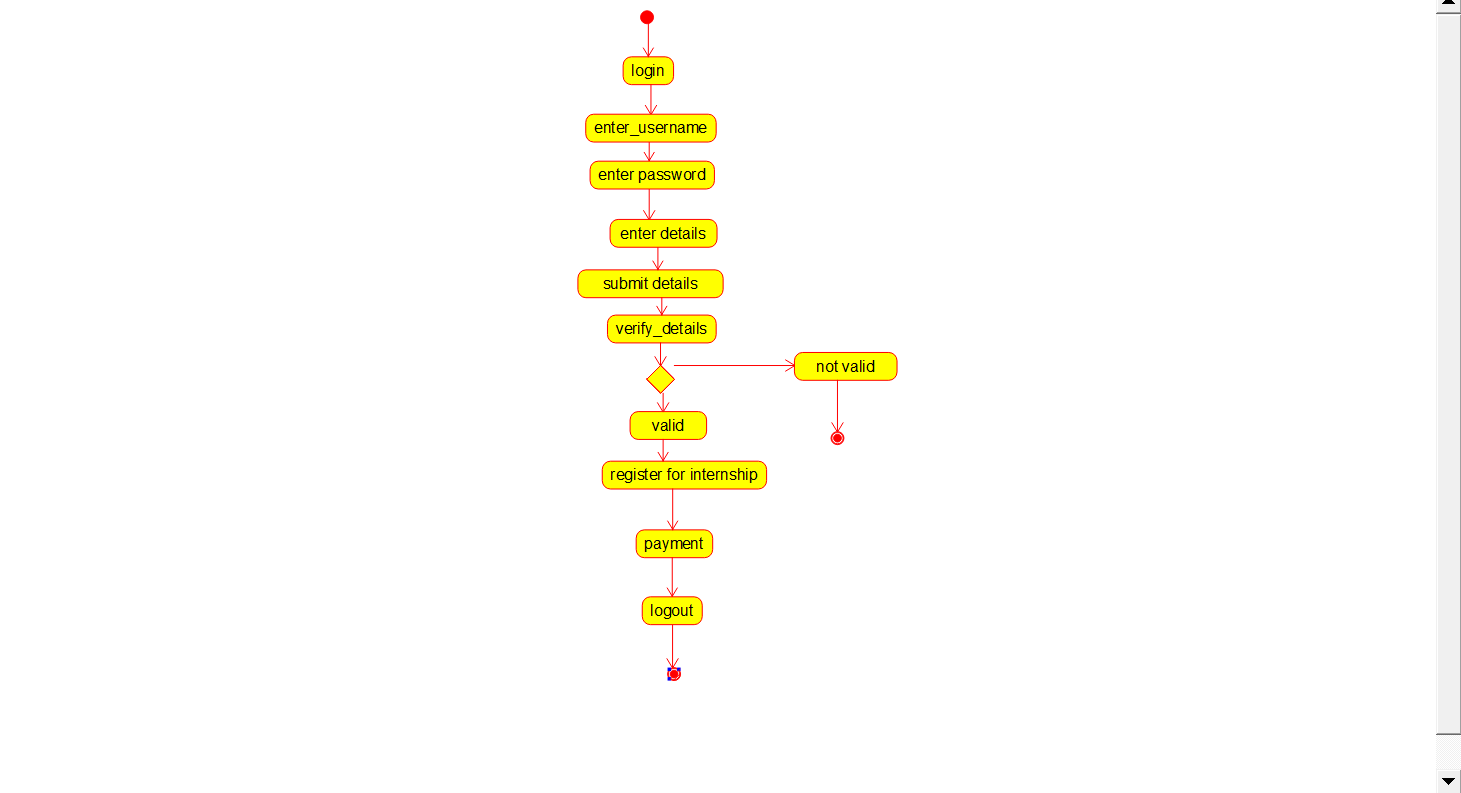 login
enter_username
enter password
enter details
submit details
verify_details
not valid
valid
register for internship
payment
logout